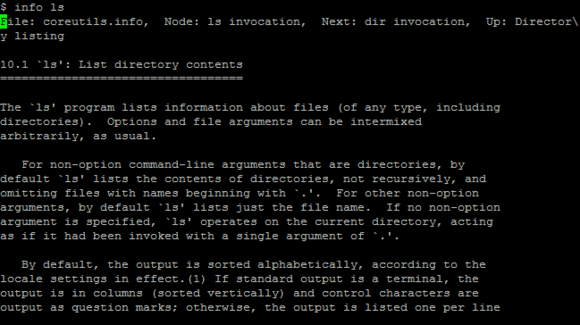 $ info ls
File: coreutils.info,  Node: ls invocation,  Next: dir invocation,  Up: Director\
y listing
10.1 `ls': List directory contents
==================================
The `ls' program lists information about files (of any type, including
directories).  Options and file arguments can be intermixed
arbitrarily, as usual.
   For non-option command-line arguments that are directories, by
default `ls' lists the contents of directories, not recursively, and
omitting files with names beginning with `.'.  For other non-option
arguments, by default `ls' lists just the file name.  If no non-option
argument is specified, `ls' operates on the current directory, acting
as if it had been invoked with a single argument of `.'.
   By default, the output is sorted alphabetically, according to the
locale settings in effect.(1) If standard output is a terminal, the
output is in columns (sorted vertically) and control characters are
output as question marks; otherwise, the output is listed one per line